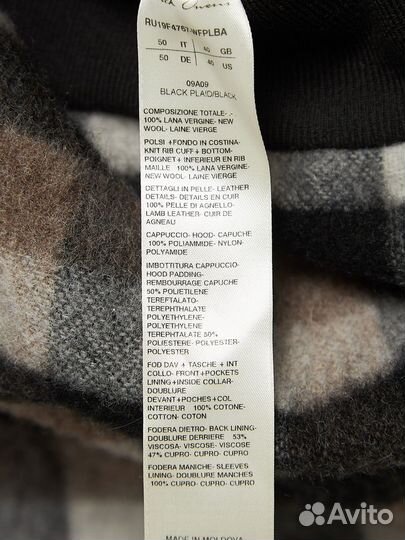 Owens
RU19F4767-WFPLBA
50 IT 40 GB
50 DE 40 US
09A09
BLACK PLAID/BLACK
COMPOSIZIONE TOTALE- .-
100% LANA VERGINE- NEW
WOOL- LAINE VIERGE
POLSI +FONDO IN COSTINA-
KNIT RIB CUFF + BOTTOM-
POIGNET + INFERIEUR EN RIB
MAILLE 100% LANA VERGINE-
NEW WOOL- LAINE VIERGE
DETTAGLI IN PELLE- LEATHER
DETAILS- DETAILS EN CUIR
100% PELLE DI AGNELLO-
LAMB LEATHER- CUIR DE
AGNEAU
CAPPUCCIO- HOOD- CAPUCHE
100% POLIAMMIDE- NYLON-
POLYAMIDE
IMBOTTITURA CAPPUCCIO-
HOOD PADDING-
REMBOURRAGE CAPUCHE
50% POLIETILENE
TEREFTALATO-
TEREPHTHALATE
POLYETHYLENE-
POLYETHYLENE-
TEREPHTALATE 50%
POLIESTERE- POLYESTER-
POLYESTER
FOD DAV + TASCHE + INT
COLLO- FRONT+POCKETS
LINING+INSIDE COLLAR-
DOUBLURE
DEVANT+POCHES+COL
INTERIEUR 100% COTONE-
COTTON- COTON
FODERA DIETRO- BACK LINING-
DOUBLURE DERRIERE 53%
VISCOSA- VISCOSE- VISCOSE
47% CUPRO- CUPRO- CUPRO
FODERA MANICHE- SLEEVES
LINING- DOUBLURE MANCHES
100% CUPRO- CUPRO- CUPRO
MADE IN MOLDOVA
Avito